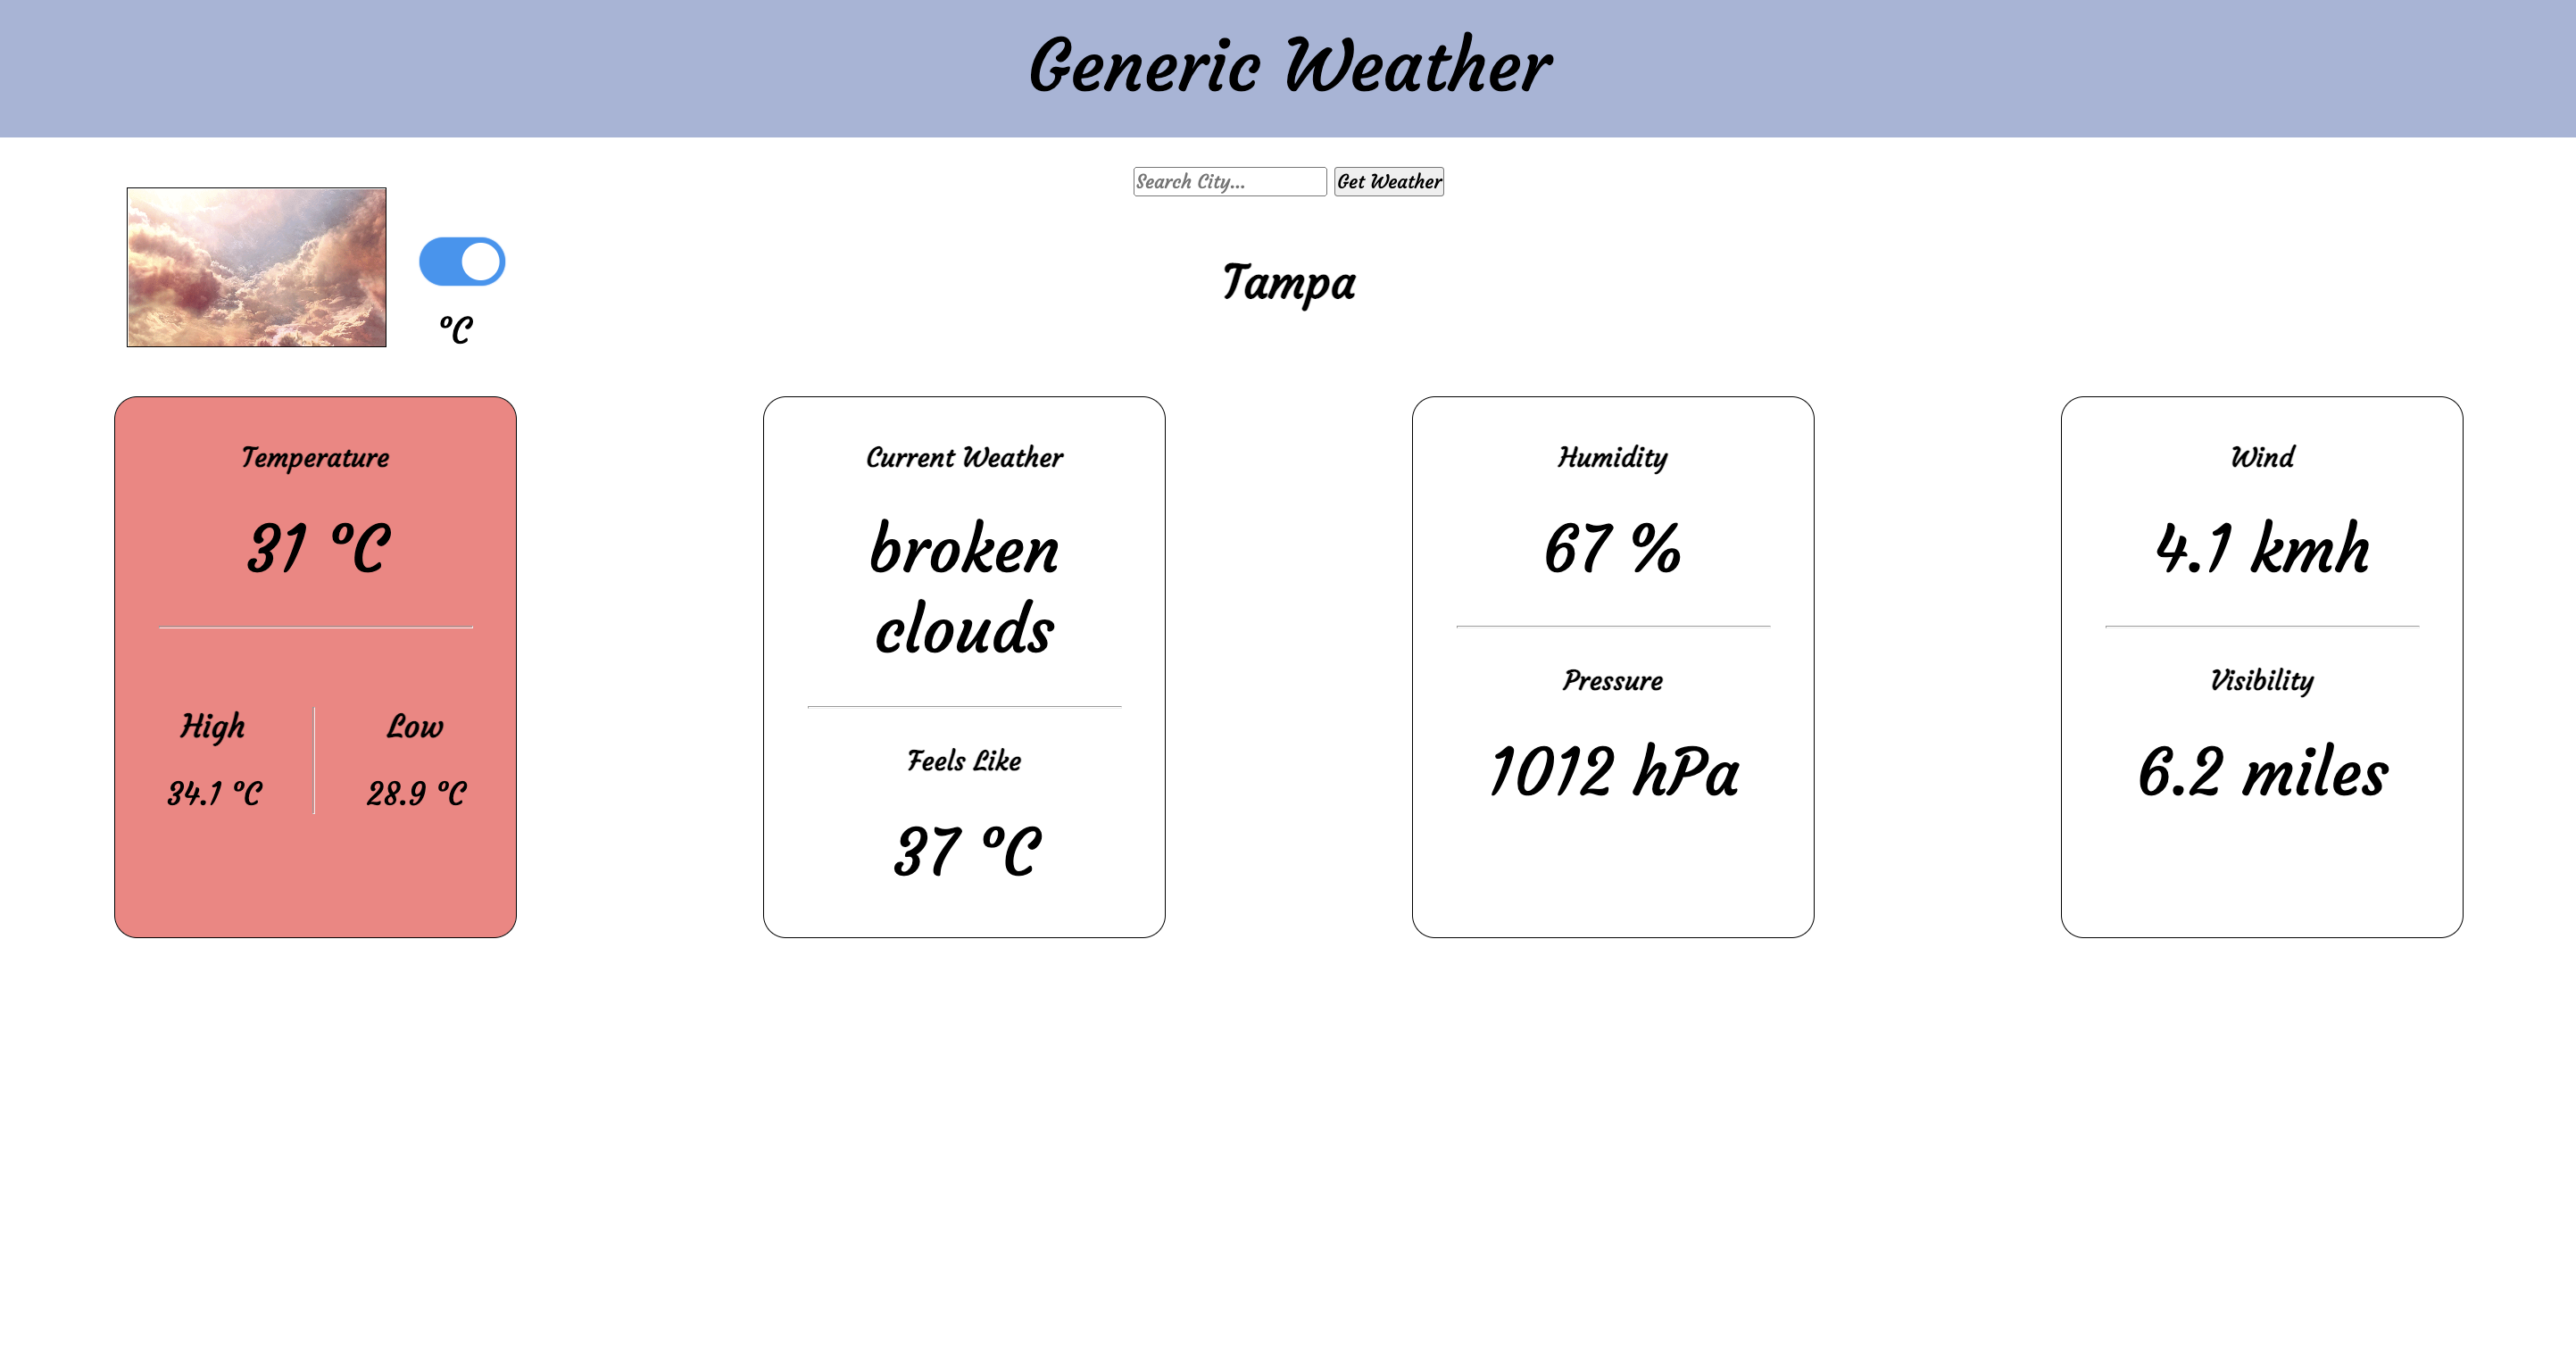 Generic Weather
Search City...
Get Weather
°C
Tampa
Temperature
31 °C
High
Low
34.1 °C
28.9 °C
Current Weather
broken
clouds
Feels Like
37 °C
Humidity
67 %
Pressure
1012 hPa
Wind
4.1 kmh
Visibility
6.2 miles